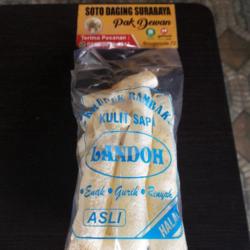 SOTO DAGING SURABAYA
Pak Dewan
Terima Pesanan :
KERUPUK RAMBAK
KULIT SAPI
LANDOH
• Enak • Gurih • Renyah
ASLI
HALAL